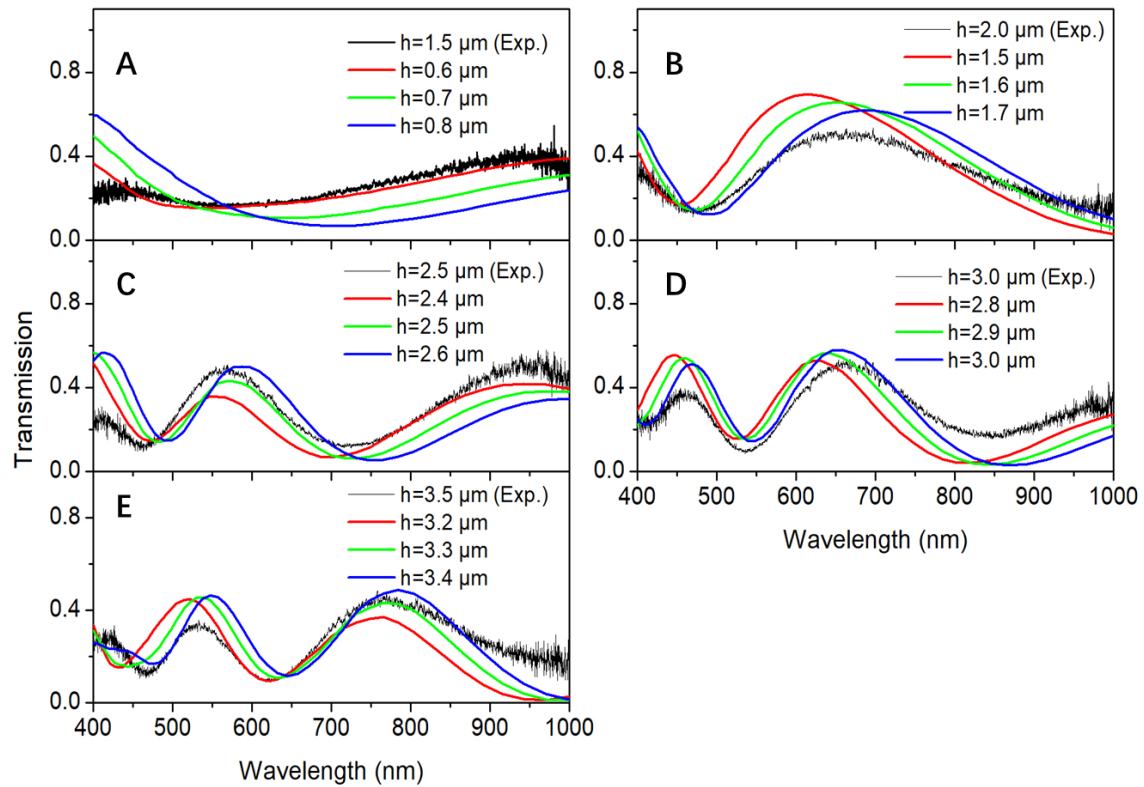 A
h=1.5 µm (Exp.)
h=0.6 µm
h=0.7 µm
h=0.8 µm
0.8
0.4
0.0
B
h=2.0 µm (Exp.)
h=1.5 µm
h=1.6 µm
h=1.7 µm
0.8
0.4
0.0
C
h=2.5 µm (Exp.)
h=2.4 µm
h=2.5 µm
h=2.6 µm
0.8
0.4
0.0
D
h=3.0 µm (Exp.)
h=2.8 µm
h=2.9 µm
h=3.0 µm
0.8
0.4
0.0
400 500 600 700 800 900 1000
Wavelength (nm)
E
h=3.5 µm (Exp.)
h=3.2 µm
h=3.3 µm
h=3.4 µm
0.8
0.4
0.0
400 500 600 700 800 900 1000
Wavelength (nm)
Transmission